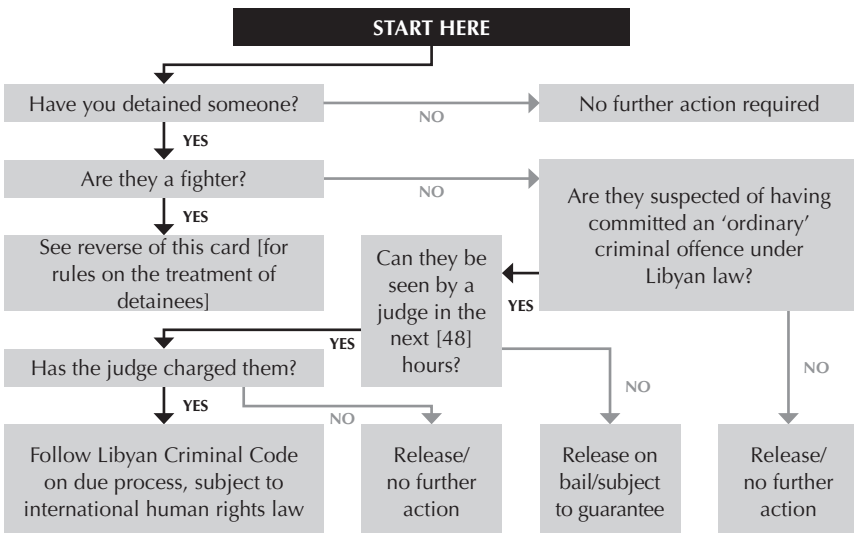 START HERE
Have you detained someone?
NO
No further action required
YES
Are they a fighter?
NO
Are they suspected of having
committed an ‘ordinary’
criminal offence under
Libyan law?
YES
See reverse of this card [for
rules on the treatment of
detainees]
Can they be
seen by a
judge in the
next [48]
hours?
YES
YES
Has the judge charged them?
NO
NO
YES
NO
Follow Libyan Criminal Code
on due process, subject to
international human rights law
Release/
no further
action
Release on
bail/subject
to guarantee
Release/
no further
action